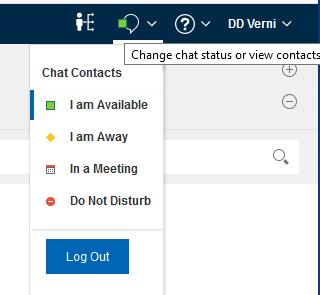 DD Verni
Change chat status or view contacts
Chat Contacts
I am Available
I am Away
In a Meeting
Do Not Disturb
Log Out